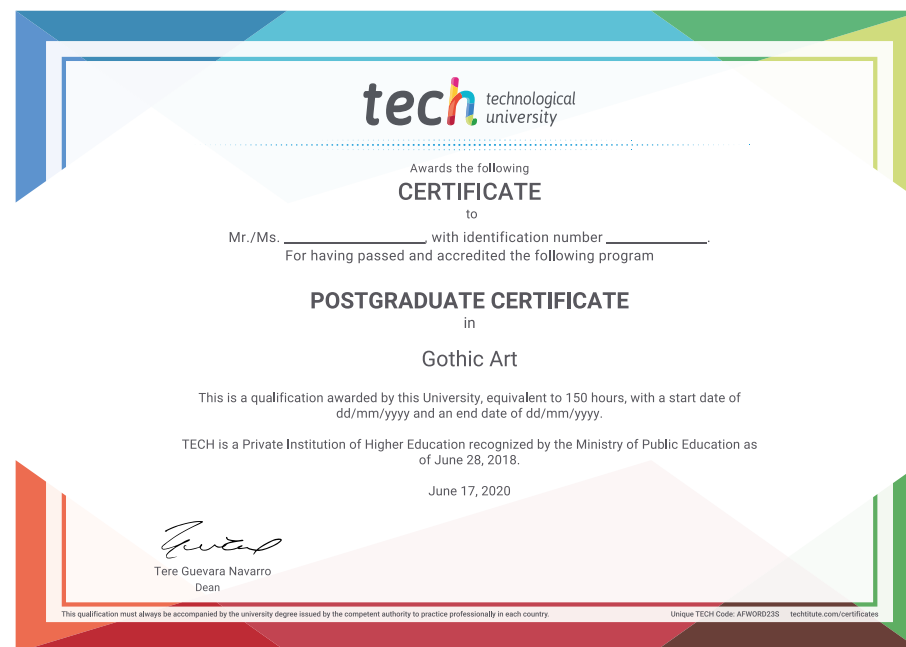 tech technological
university
Awards the following
CERTIFICATE
to
Mr./Ms. ____________________, with identification number ______________.
For having passed and accredited the following program
POSTGRADUATE CERTIFICATE
in
Gothic Art
This is a qualification awarded by this University, equivalent to 150 hours, with a start date of
dd/mm/yyyy and an end date of dd/mm/yyyy.
TECH is a Private Institution of Higher Education recognized by the Ministry of Public Education as
of June 28, 2018.
June 17, 2020
Tere Guevara Navarro
Dean
This qualification must always be accompanied by the university degree issued by the competent authority to practice professionally in each country. Unique TECH Code: AFWORD23S techtitute.com/certificates